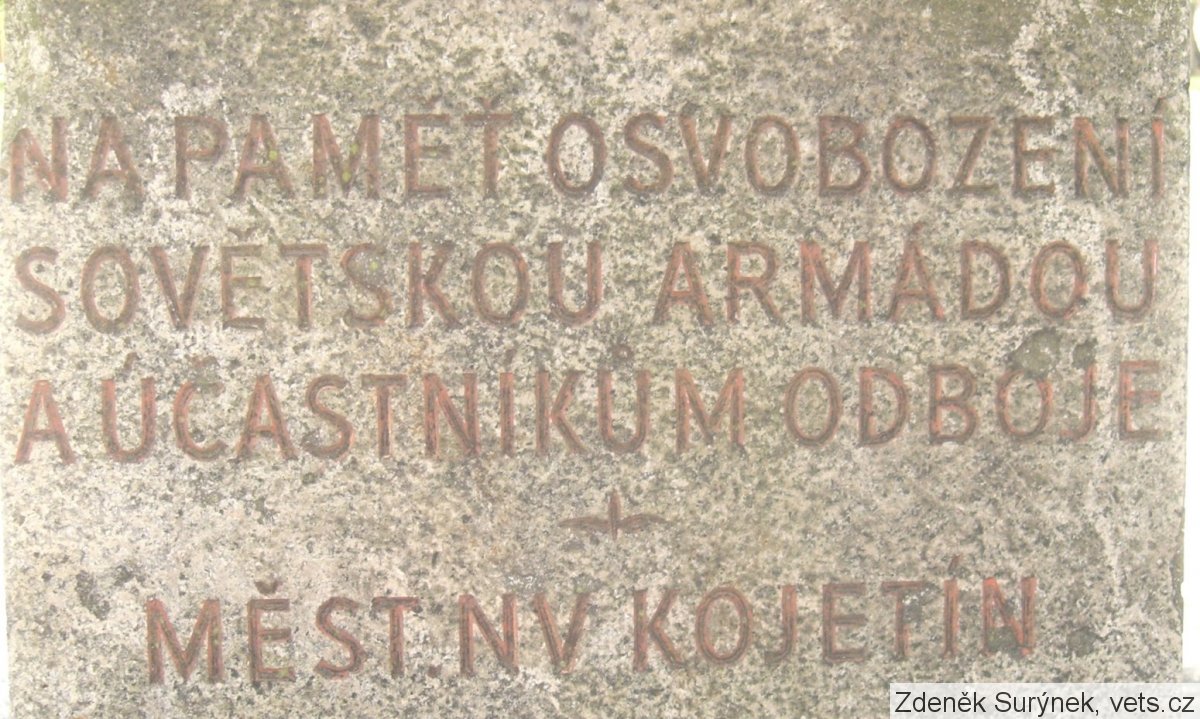 NA PAMĚŤ OSVOBOZENÍ
SOVĚTSKOU ARMÁDOU
A ÚČASTNÍKŮM ODBOJE
MĚST. NV KOJETÍN
Zdeněk Surýnek, vets.cz